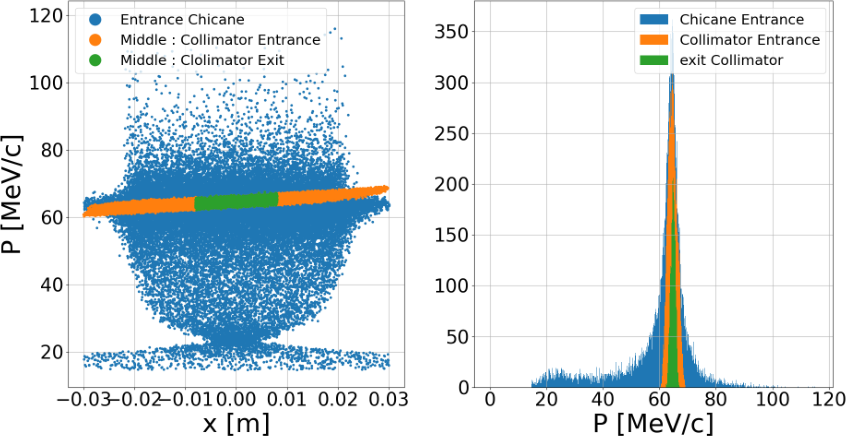 Entrance Chicane
Middle : Collimator Entrance
Middle : Clolimator Exit
120
100
80
60
40
20
P [MeV/c]
−0.03−0.02−0.01 0.00 0.01 0.02 0.03
x [m]
Chicane Entrance
Collimator Entrance
exit Collimator
350
300
250
200
150
100
50
0
0 20 40 60 80 100 120
P [MeV/c]